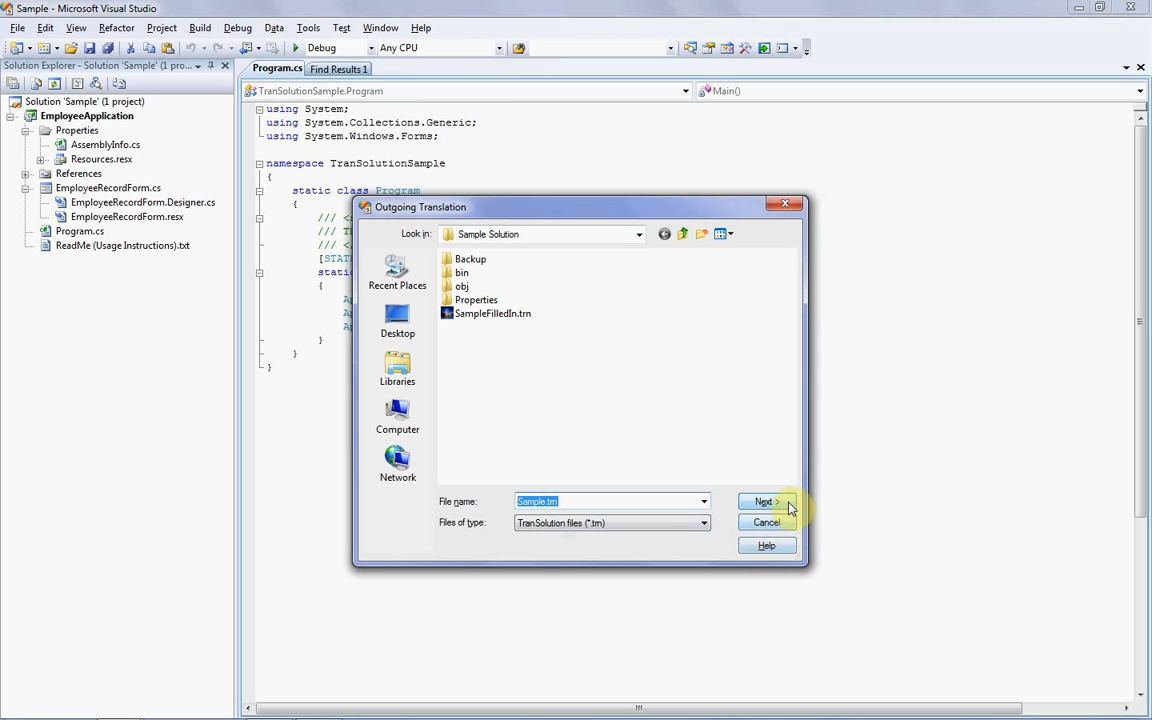 Sample - Microsoft Visual Studio
File Edit View Refactor Project Build Debug Data Tools Test Window Help
Debug Any CPU
Solution Explorer - Solution 'Sample' (1 pro...
Program.cs Find Results 1
TranSolutionSample.Program Main()
Solution 'Sample' (1 project)
EmployeeApplication
Properties
AssemblyInfo.cs
Resources.resx
References
EmployeeRecordForm.cs
EmployeeRecordForm.Designer.cs
EmployeeRecordForm.resx
Program.cs
ReadMe (Usage Instructions).txt
using System;
using System.Collections.Generic;
using System.Windows.Forms;
namespace TranSolutionSample
{
static class Program
{
/// <
/// T
/// <
[STAT
static
{
A
A
A
}
}
}
Outgoing Translation
Look in: Sample Solution
Recent Places
Desktop
Libraries
Computer
Network
Backup
bin
obj
Properties
SampleFilledIn.trn
File name: Sample.trn Next >
Files of type: TranSolution files (*.trn) Cancel
Help